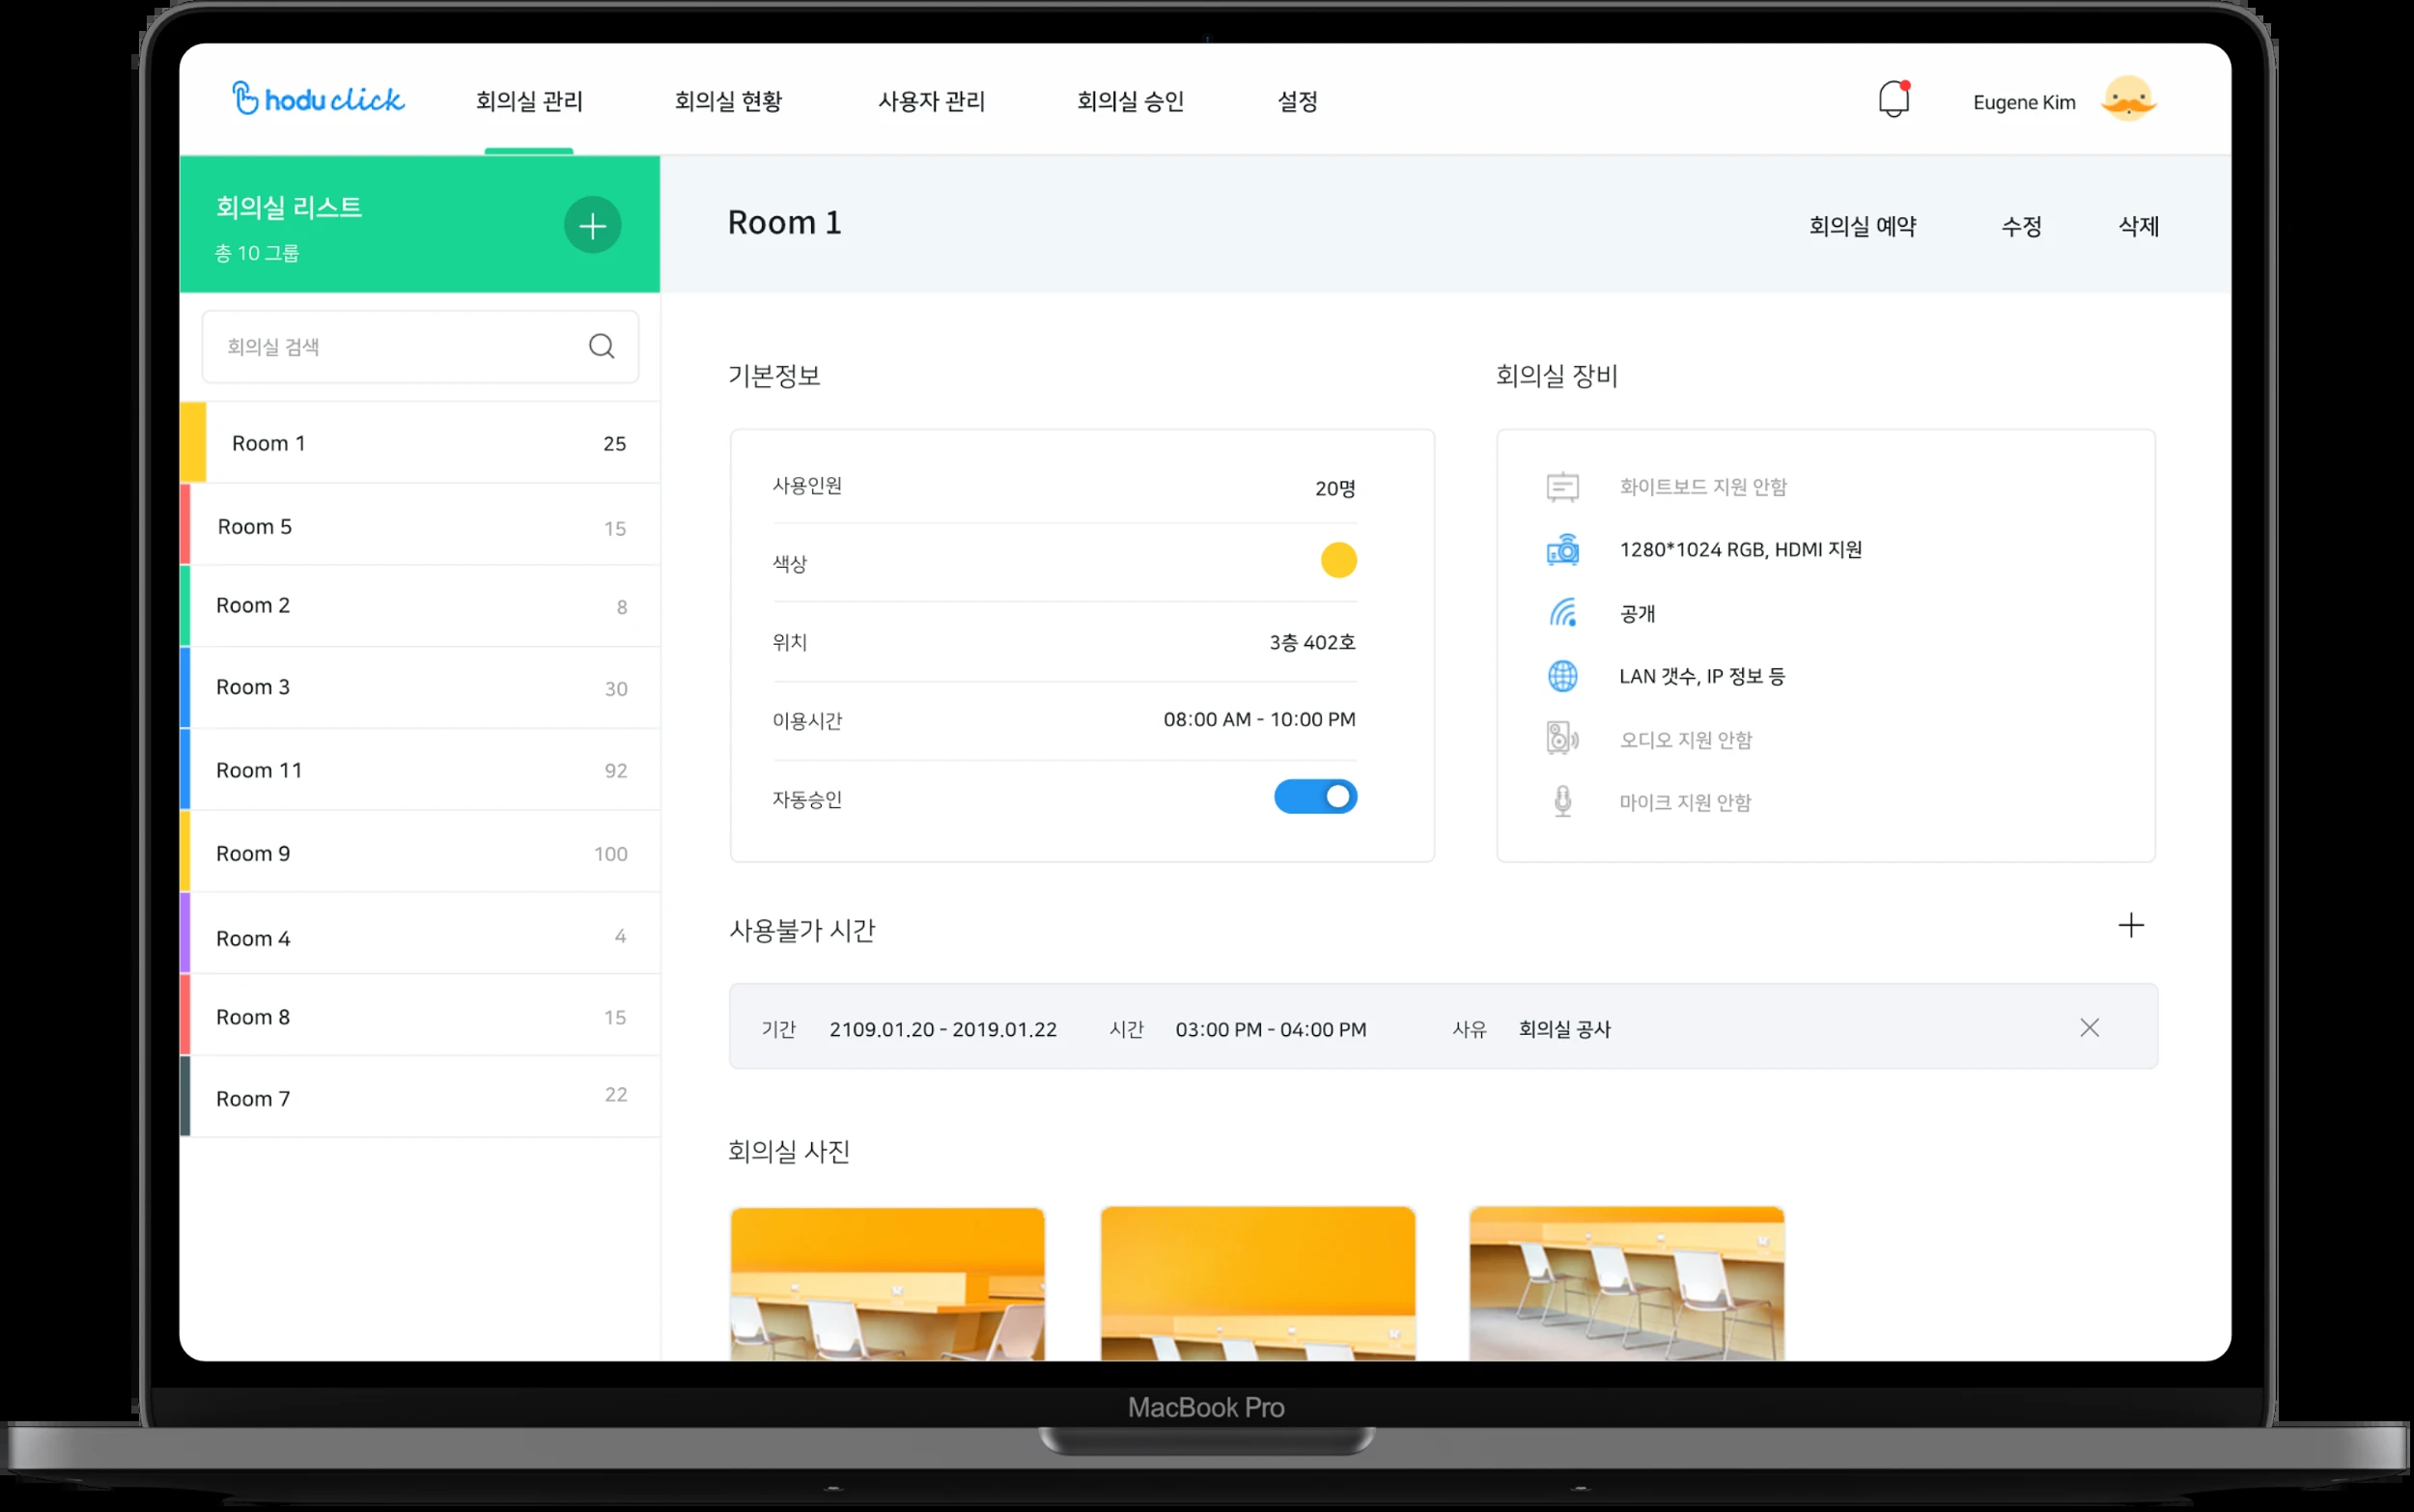 hodu click
회의실 관리
회의실 현황
사용자 관리
회의실 승인
설정
Eugene Kim
회의실 리스트
총 10 그룹
회의실 검색
Room 1 25
Room 5 15
Room 2 8
Room 3 30
Room 11 92
Room 9 100
Room 4 4
Room 8 15
Room 7 22
Room 1
회의실 예약
수정
삭제
기본정보
사용인원 20명
색상
위치 3층 402호
이용시간 08:00 AM - 10:00 PM
자동승인
회의실 장비
화이트보드 지원 안함
1280*1024 RGB, HDMI 지원
공개
LAN 갯수, IP 정보 등
오디오 지원 안함
마이크 지원 안함
사용불가 시간
기간 2109.01.20 - 2019.01.22 시간 03:00 PM - 04:00 PM 사유 회의실 공사
회의실 사진
MacBook Pro